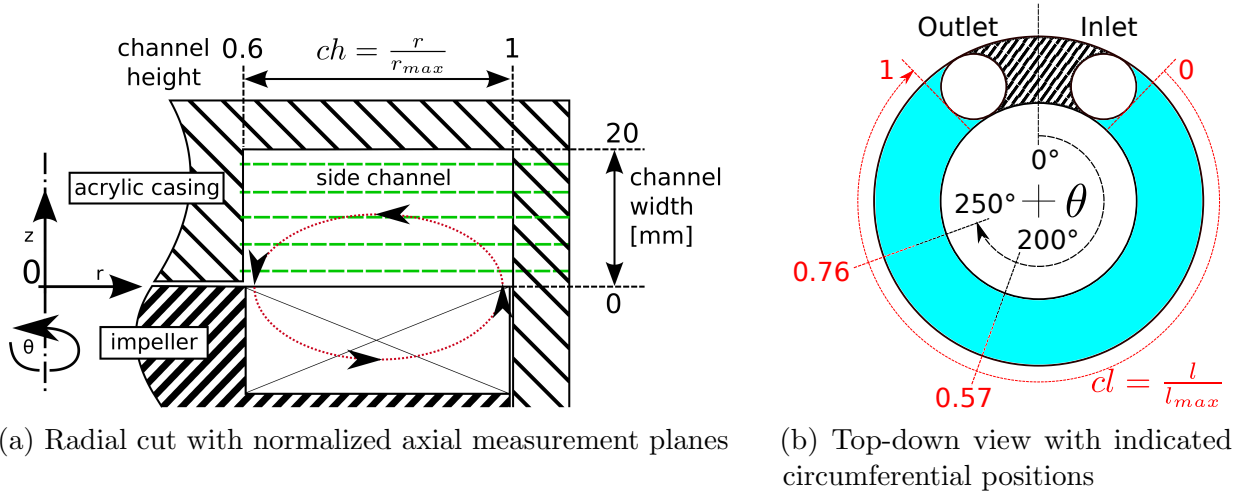 channel
height
0.6
ch = r / r_max
1
20
acrylic casing
side channel
channel
width
[mm]
z
0
r
0
impeller
θ
(a) Radial cut with normalized axial measurement planes
Outlet
Inlet
1
0
0°
250°
θ
200°
0.76
0.57
cl = l / l_max
(b) Top-down view with indicated
circumferential positions